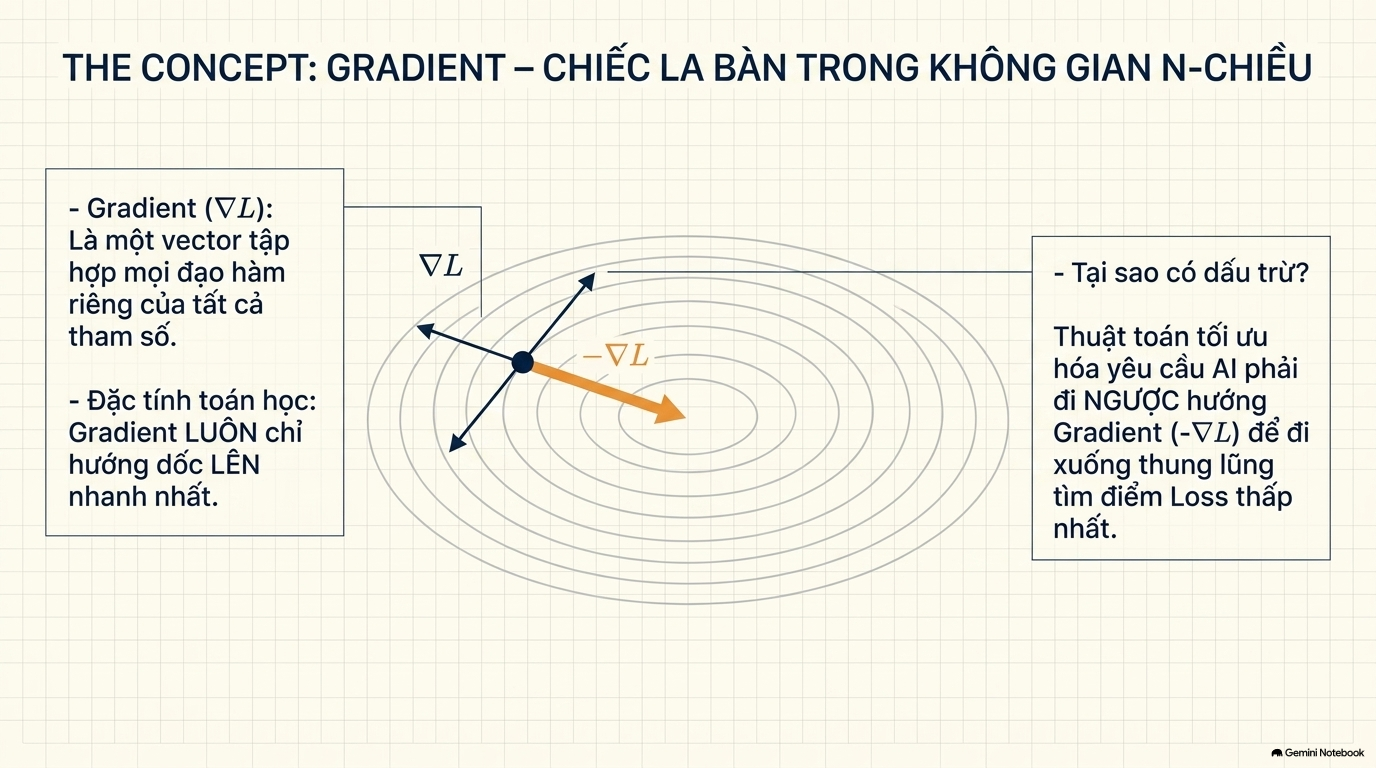 THE CONCEPT: GRADIENT – CHIẾC LA BÀN TRONG KHÔNG GIAN N-CHIỀU
- Gradient (∇L):
Là một vector tập
hợp mọi đạo hàm
riêng của tất cả
tham số.
- Đặc tính toán học:
Gradient LUÔN chỉ
hướng dốc LÊN
nhanh nhất.
∇L
−∇L
- Tại sao có dấu trừ?
Thuật toán tối ưu
hóa yêu cầu AI phải
đi NGƯỢC hướng
Gradient (-∇L) để đi
xuống thung lũng
tìm điểm Loss thấp
nhất.
Gemini Notebook